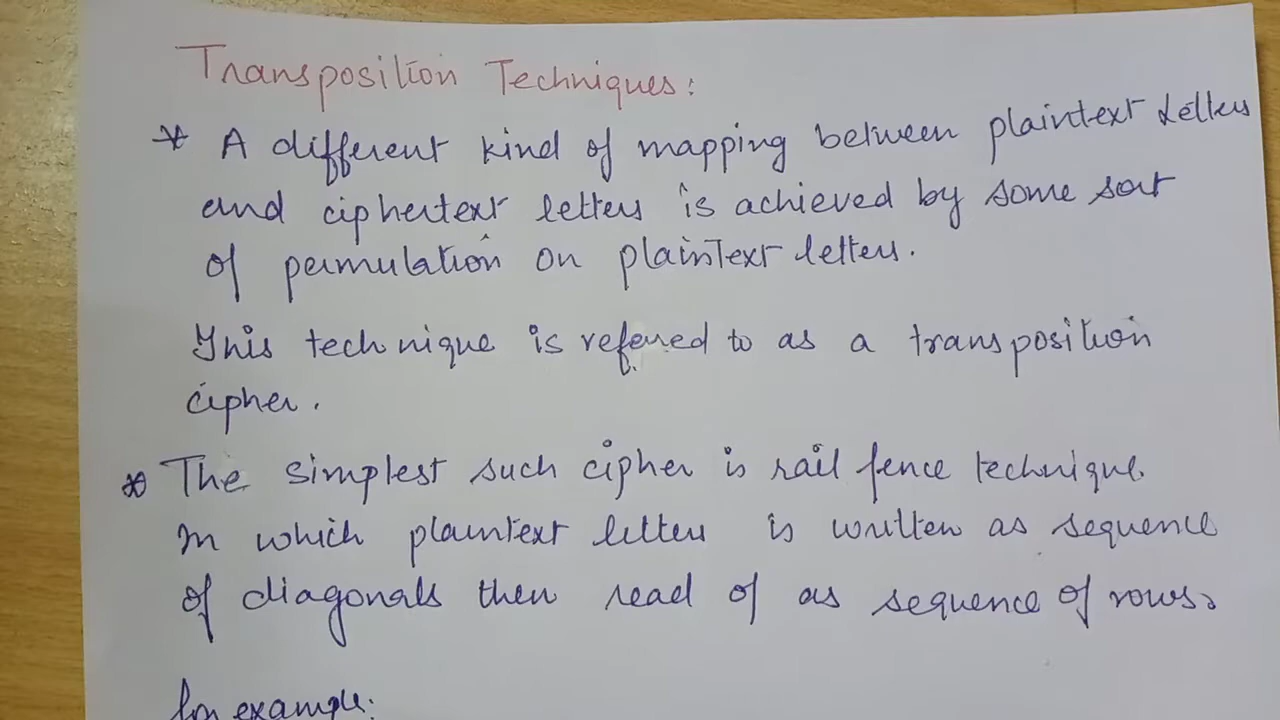 Transposition Techniques:
* A different kind of mapping between plaintext letters
and ciphertext letters is achieved by some sort
of permulation on plaintext letters.
This technique is referred to as a transposition
cipher.
* The simplest such cipher is rail fence technique.
In which plaintext letters is written as sequence
of diagonals then read of as sequence of rows.
for example: